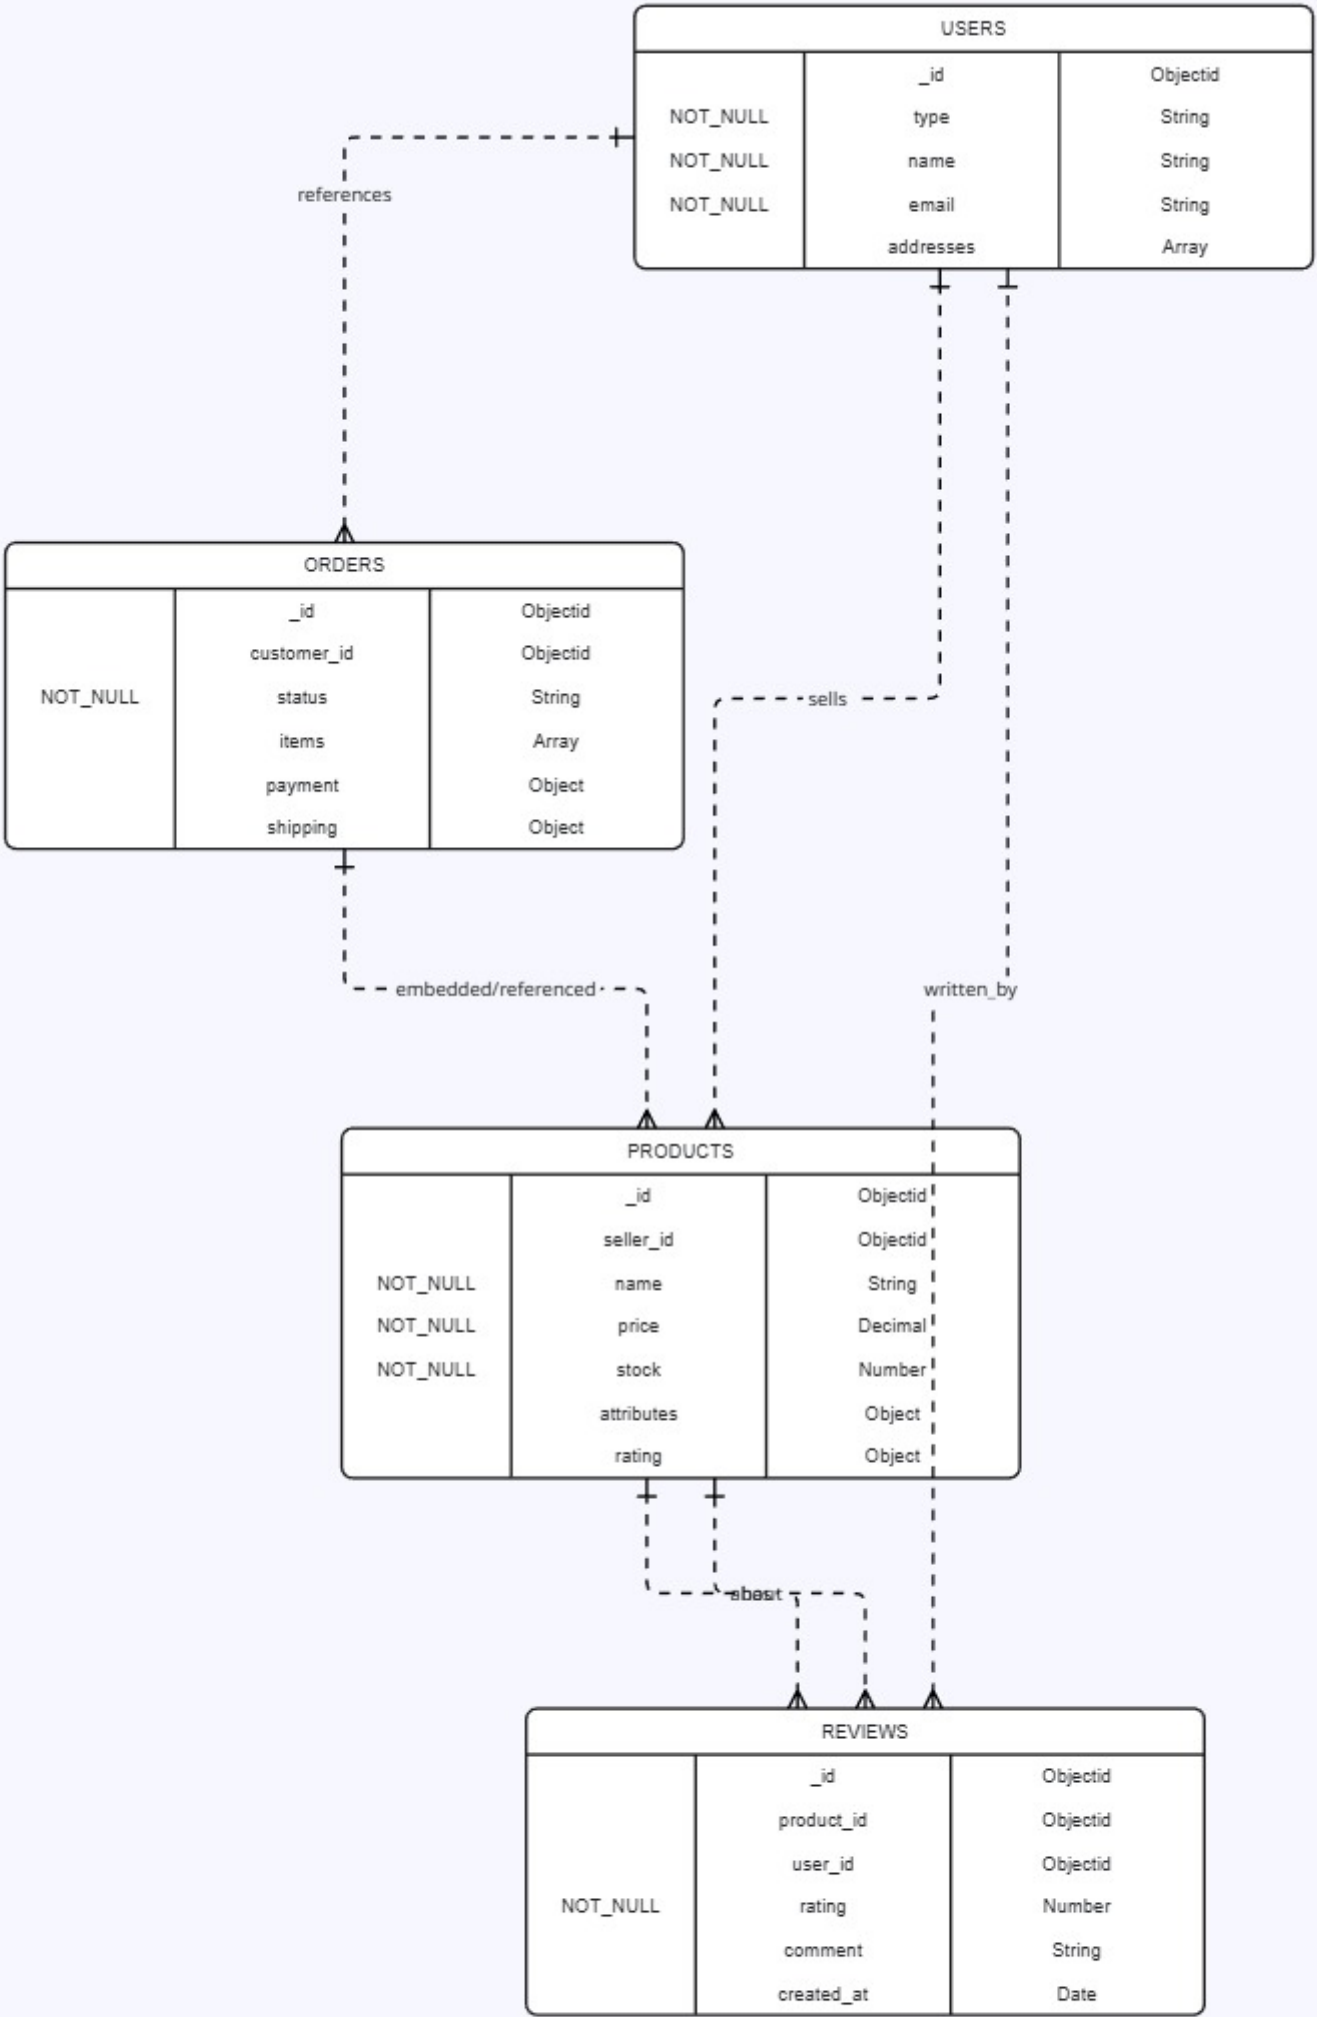 USERS
_id Objectid
NOT_NULL type String
NOT_NULL name String
NOT_NULL email String
addresses Array
references
ORDERS
_id Objectid
customer_id Objectid
NOT_NULL status String
items Array
payment Object
shipping Object
sells
embedded/referenced
written_by
PRODUCTS
_id Objectid
seller_id Objectid
NOT_NULL name String
NOT_NULL price Decimal
NOT_NULL stock Number
attributes Object
rating Object
about
REVIEWS
_id Objectid
product_id Objectid
user_id Objectid
NOT_NULL rating Number
comment String
created_at Date